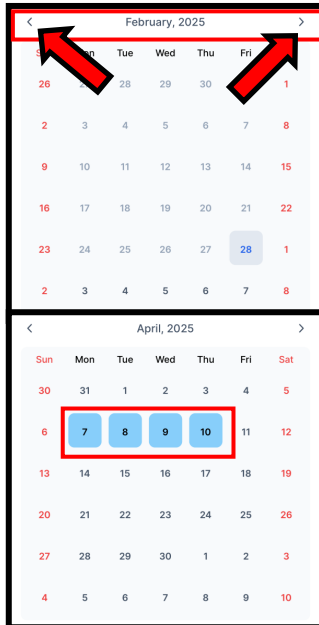 < February, 2025 >
Tue Wed Thu Fri
26 28 29 30 1
2 3 4 5 6 7 8
9 10 11 12 13 14 15
16 17 18 19 20 21 22
23 24 25 26 27 28 1
2 3 4 5 6 7 8
< April, 2025 >
Sun Mon Tue Wed Thu Fri Sat
30 31 1 2 3 4 5
6 7 8 9 10 11 12
13 14 15 16 17 18 19
20 21 22 23 24 25 26
27 28 29 30 1 2 3
4 5 6 7 8 9 10